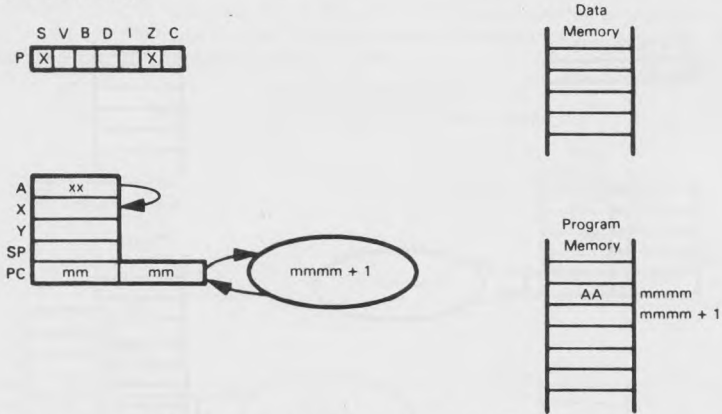 S V B D I Z C
P X X
Data
Memory
A xx
X
Y
SP
PC mm mm
mmmm + 1
Program
Memory
AA mmmm
mmmm + 1